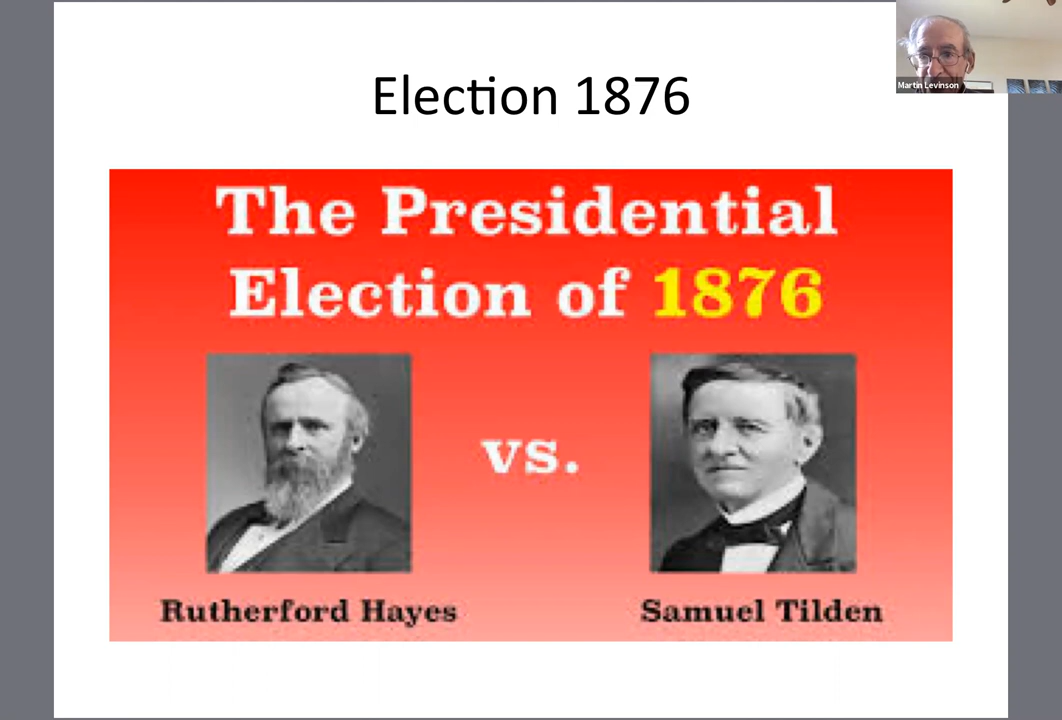 Election 1876
Martin Levinson
The Presidential
Election of 1876
vs.
Rutherford Hayes
Samuel Tilden